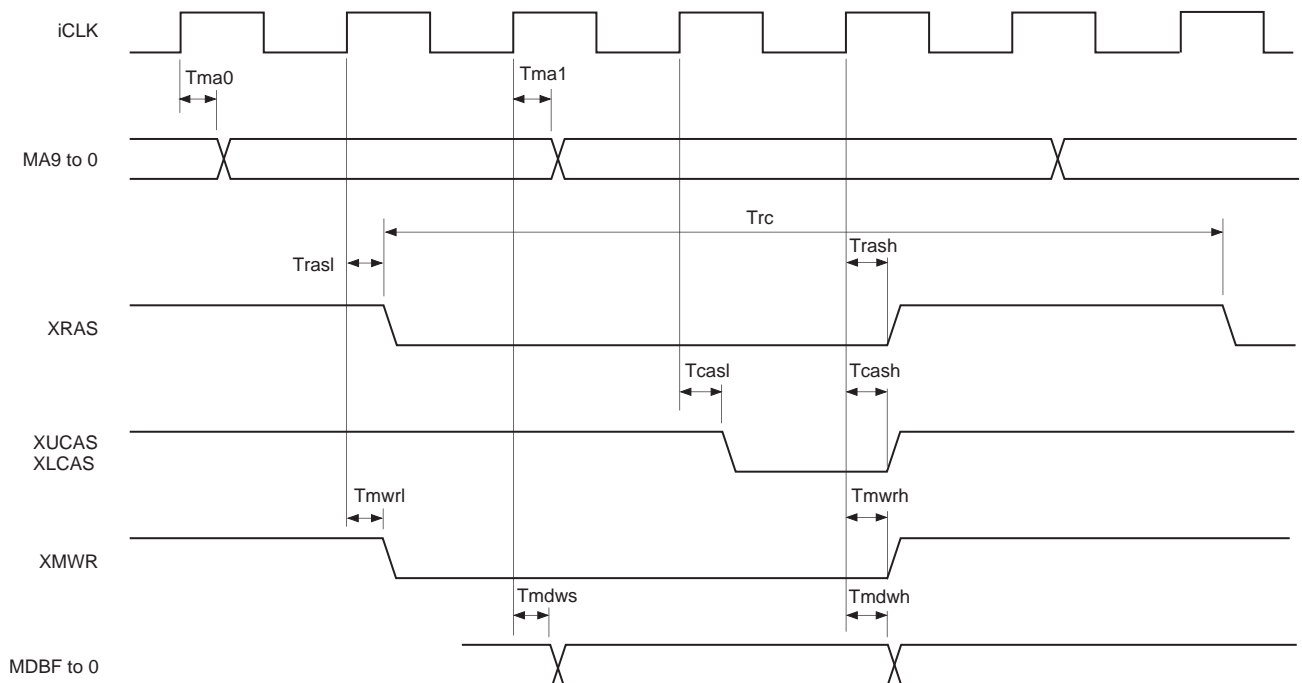 iCLK
Tma0
Tma1
MA9 to 0
Trc
Trasl
Trash
XRAS
Tcasl
Tcash
XUCAS
XLCAS
Tmwrl
Tmwrh
XMWR
Tmdws
Tmdwh
MDBF to 0